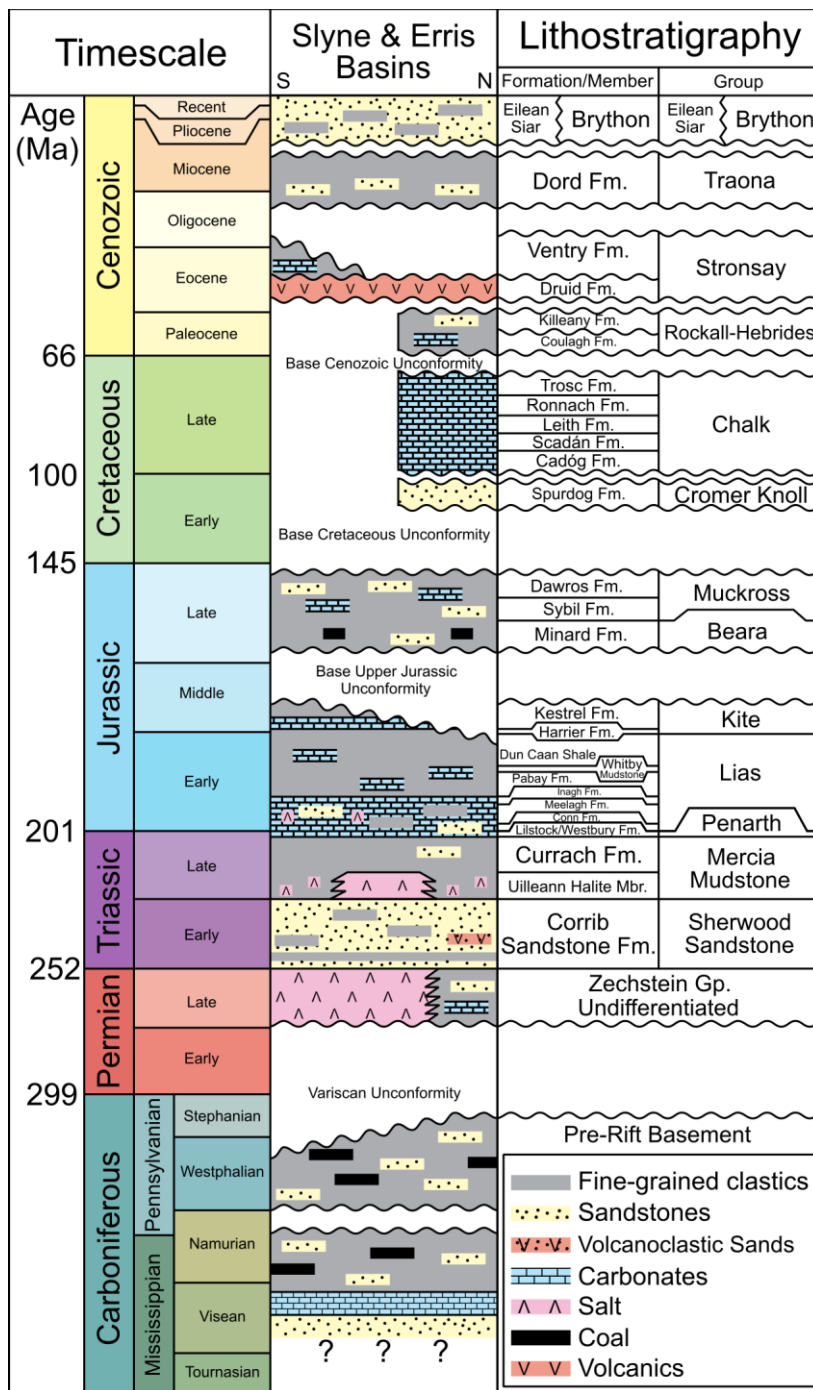 Timescale
Slyne & Erris
Basins
S
N
Lithostratigraphy
Formation/Member
Group
Age
(Ma)
Cenozoic
Recent
Pliocene
Miocene
Oligocene
Eocene
Paleocene
66
Cretaceous
Late
100
Early
145
Jurassic
Late
Middle
Early
201
Triassic
Late
Early
252
Permian
Late
Early
299
Carboniferous
Pennsylvanian
Mississippian
Stephanian
Westphalian
Namurian
Visean
Tournasian
Base Cenozoic Unconformity
Base Cretaceous Unconformity
Base Upper Jurassic
Unconformity
Variscan Unconformity
? ? ?
Eilean
Siar
Brython
Eilean
Siar
Brython
Dord Fm.
Traona
Ventry Fm.
Druid Fm.
Stronsay
Killeany Fm.
Coulagh Fm.
Rockall-Hebrides
Trosc Fm.
Ronnach Fm.
Leith Fm.
Scadán Fm.
Cadóg Fm.
Chalk
Spurdog Fm.
Cromer Knoll
Dawros Fm.
Sybil Fm.
Minard Fm.
Muckross
Beara
Kestrel Fm.
Harrier Fm.
Kite
Dun Caan Shale
Whitby
Mudstone
Pabay Fm.
Inagh Fm.
Meelagh Fm.
Conn Fm.
Lilstock/Westbury Fm.
Lias
Penarth
Currach Fm.
Uilleann Halite Mbr.
Mercia
Mudstone
Corrib
Sandstone Fm.
Sherwood
Sandstone
Zechstein Gp.
Undifferentiated
Pre-Rift Basement
Fine-grained clastics
Sandstones
Volcanoclastic Sands
Carbonates
Salt
Coal
Volcanics